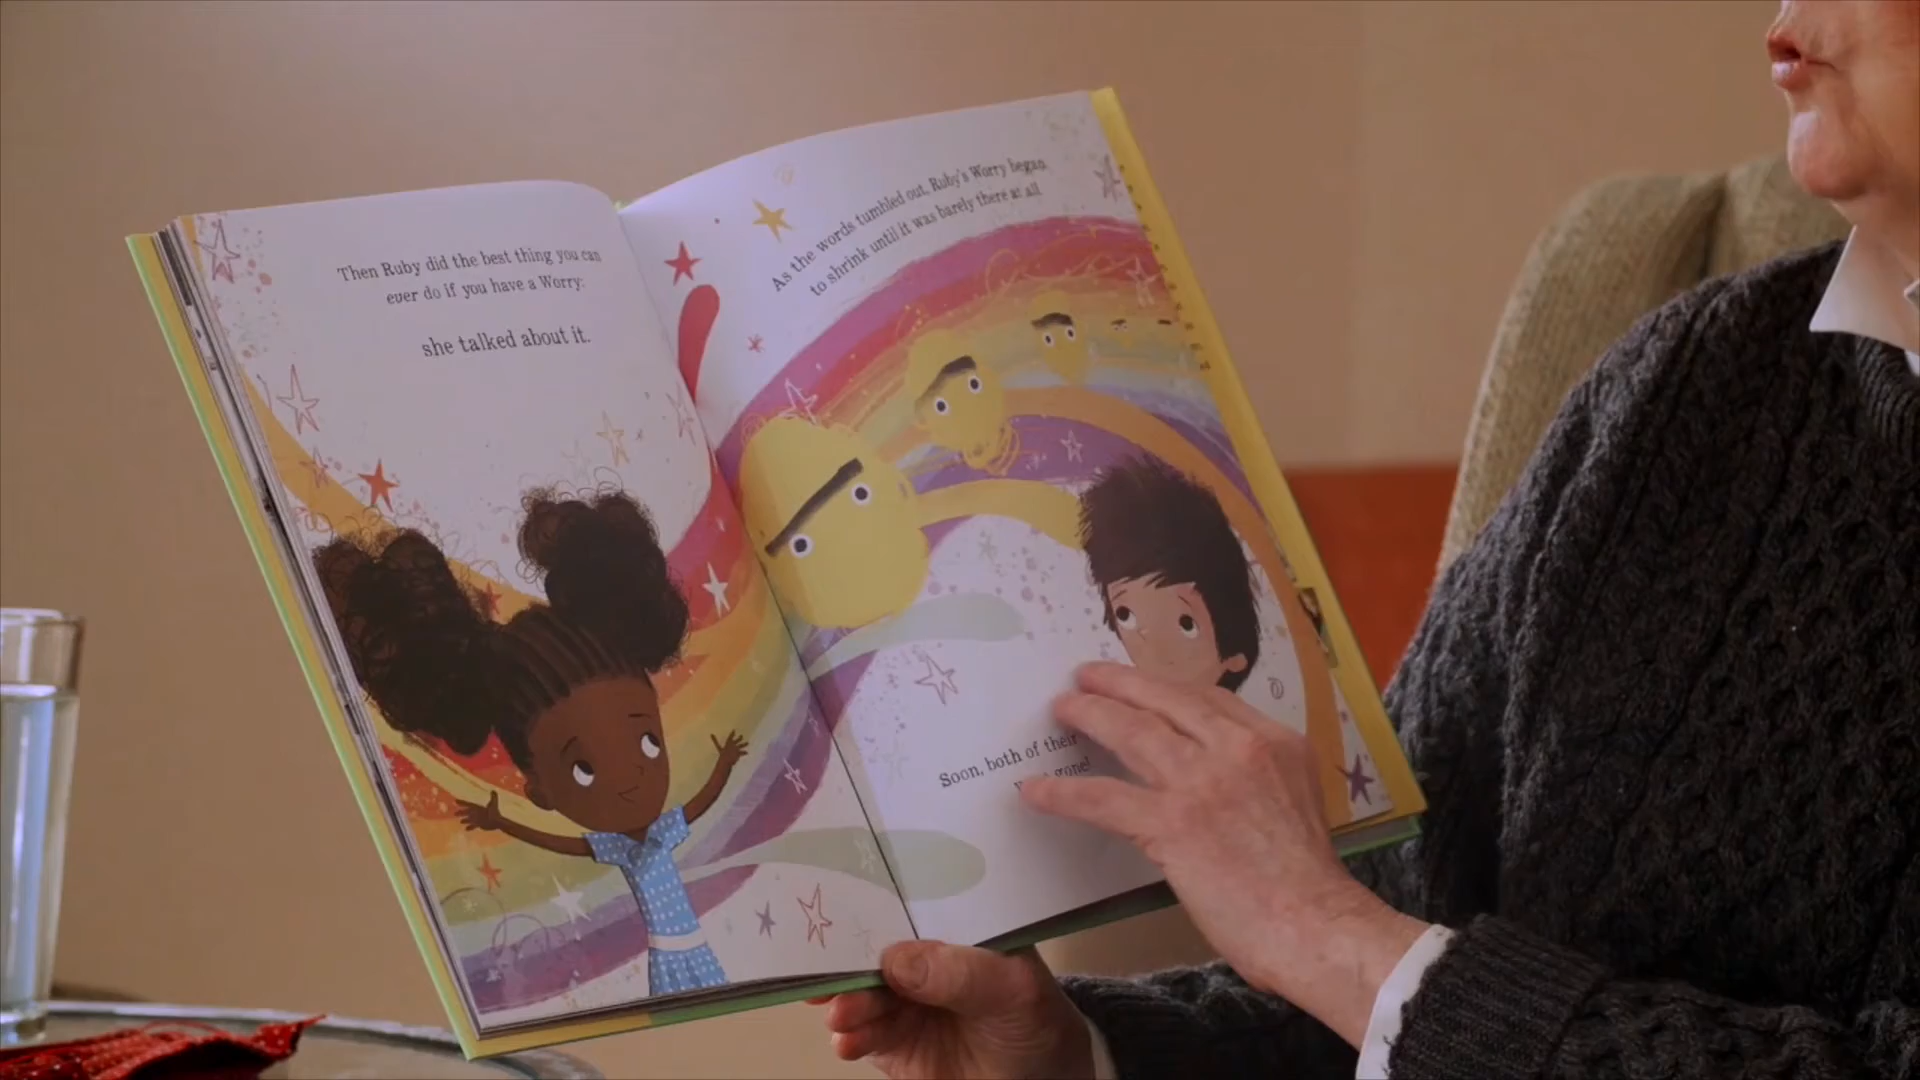 Then Ruby did the best thing you can
ever do if you have a Worry:
she talked about it.
As the words tumbled out, Ruby's Worry began
to shrink until it was barely there at all.
Soon, both of their
gone!